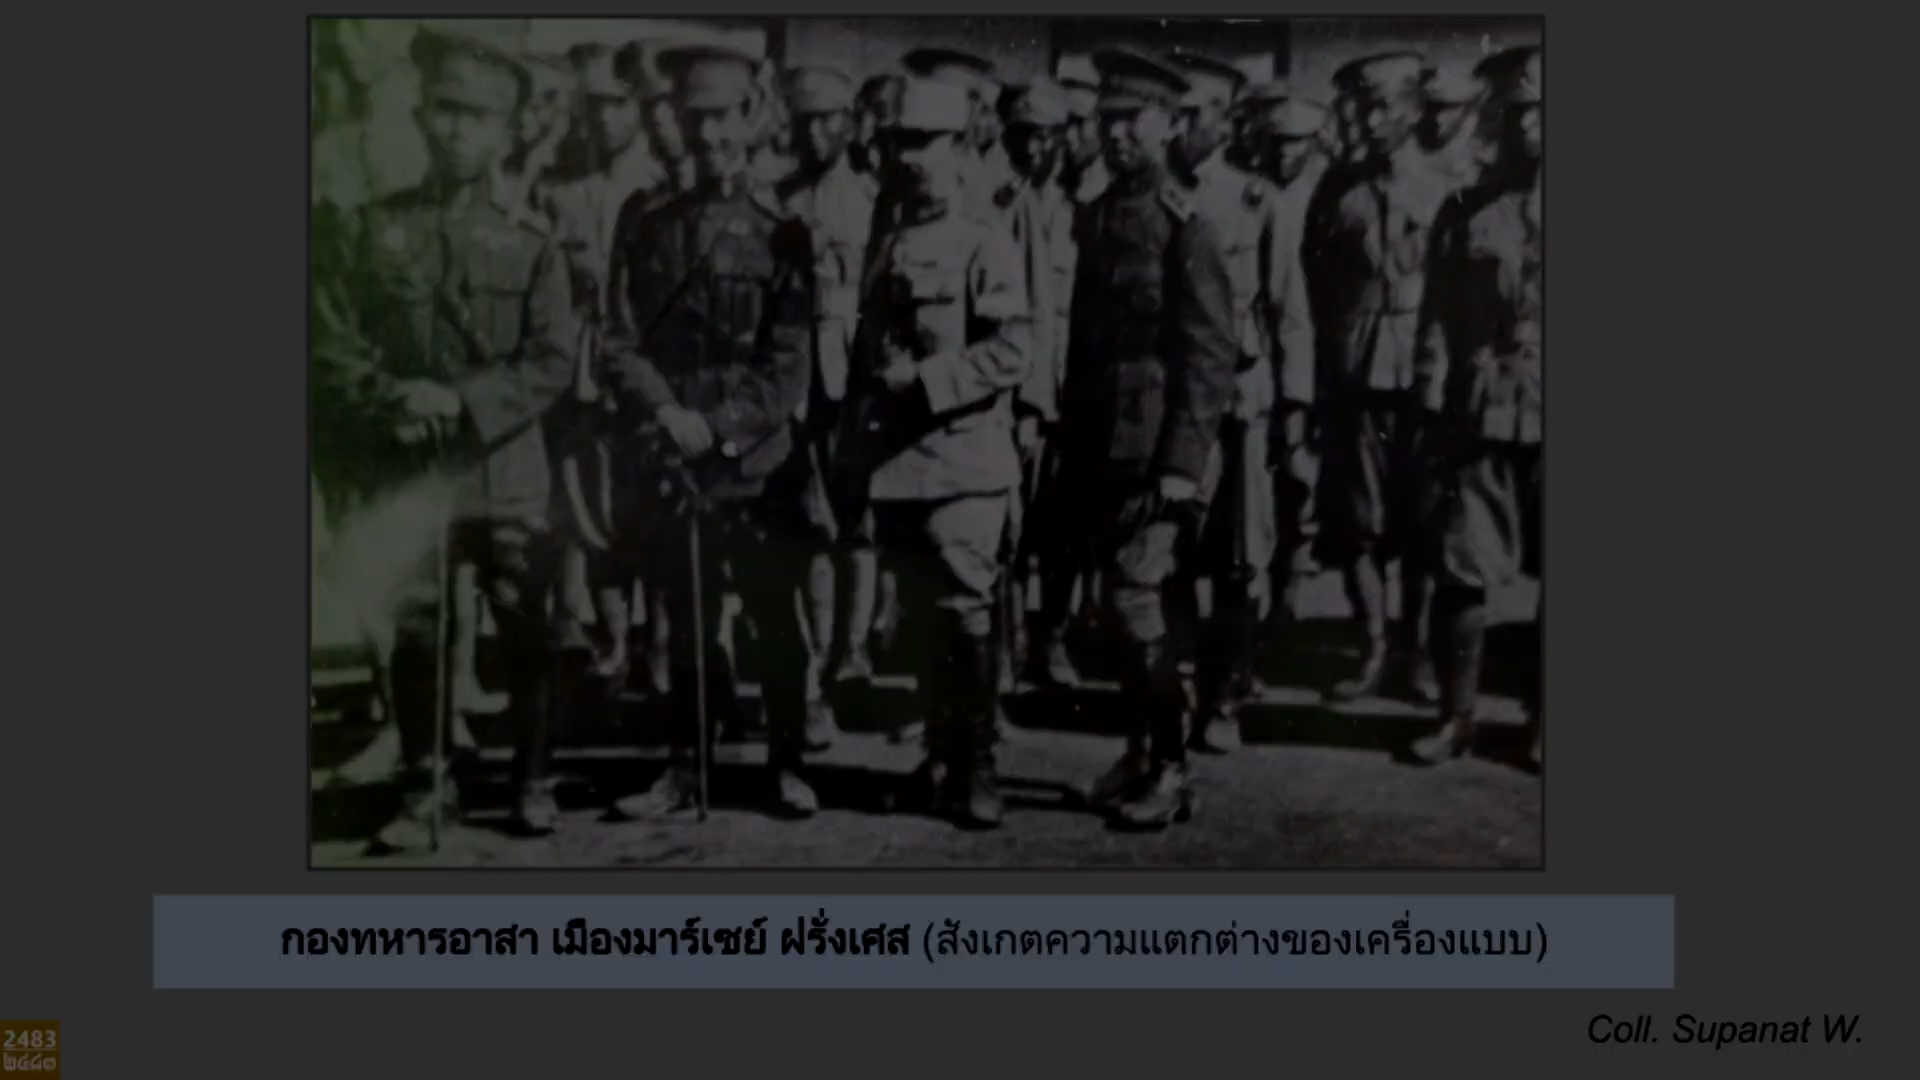 กองทหารอาสา เมืองมาร์เซย์ ฝรั่งเศส (สังเกตความแตกต่างของเครื่องแบบ)
Coll. Supanat W.
2483
๒๔๘๓